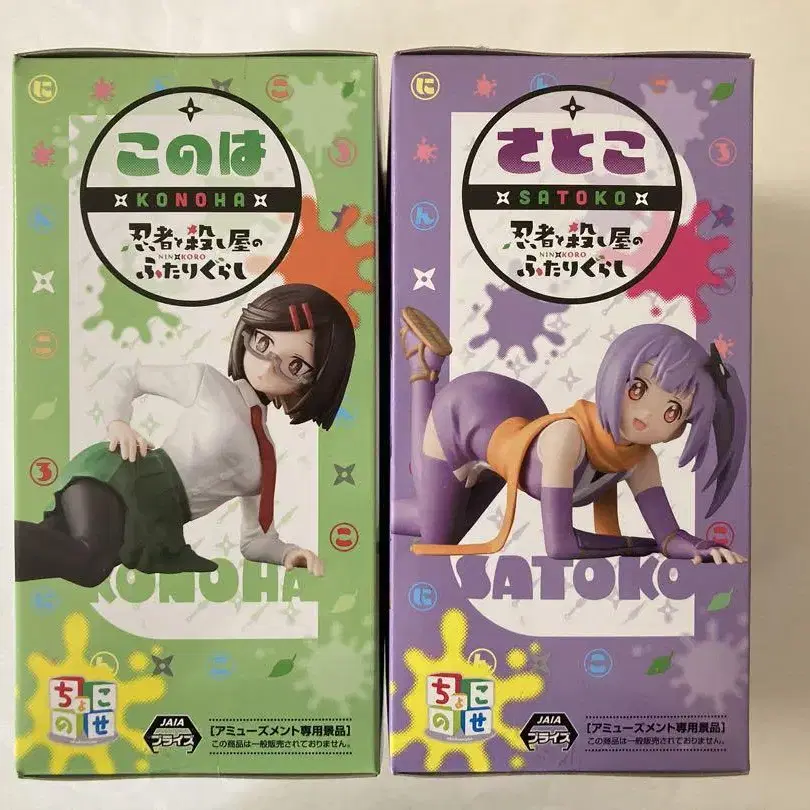 このは
KONOHA
忍者と殺し屋の
NIN KORO
ふたりぐらし
KONOHA
ちょこ
のせ
JAIA
プライズ
[アミューズメント専用景品]
この商品は一般販売されておりません。
さとこ
SATOKO
忍者と殺し屋の
NIN KORO
ふたりぐらし
SATOKO
ちょこ
のせ
JAIA
プライズ
[アミューズメント専用景品]
この商品は一般販売されておりません。